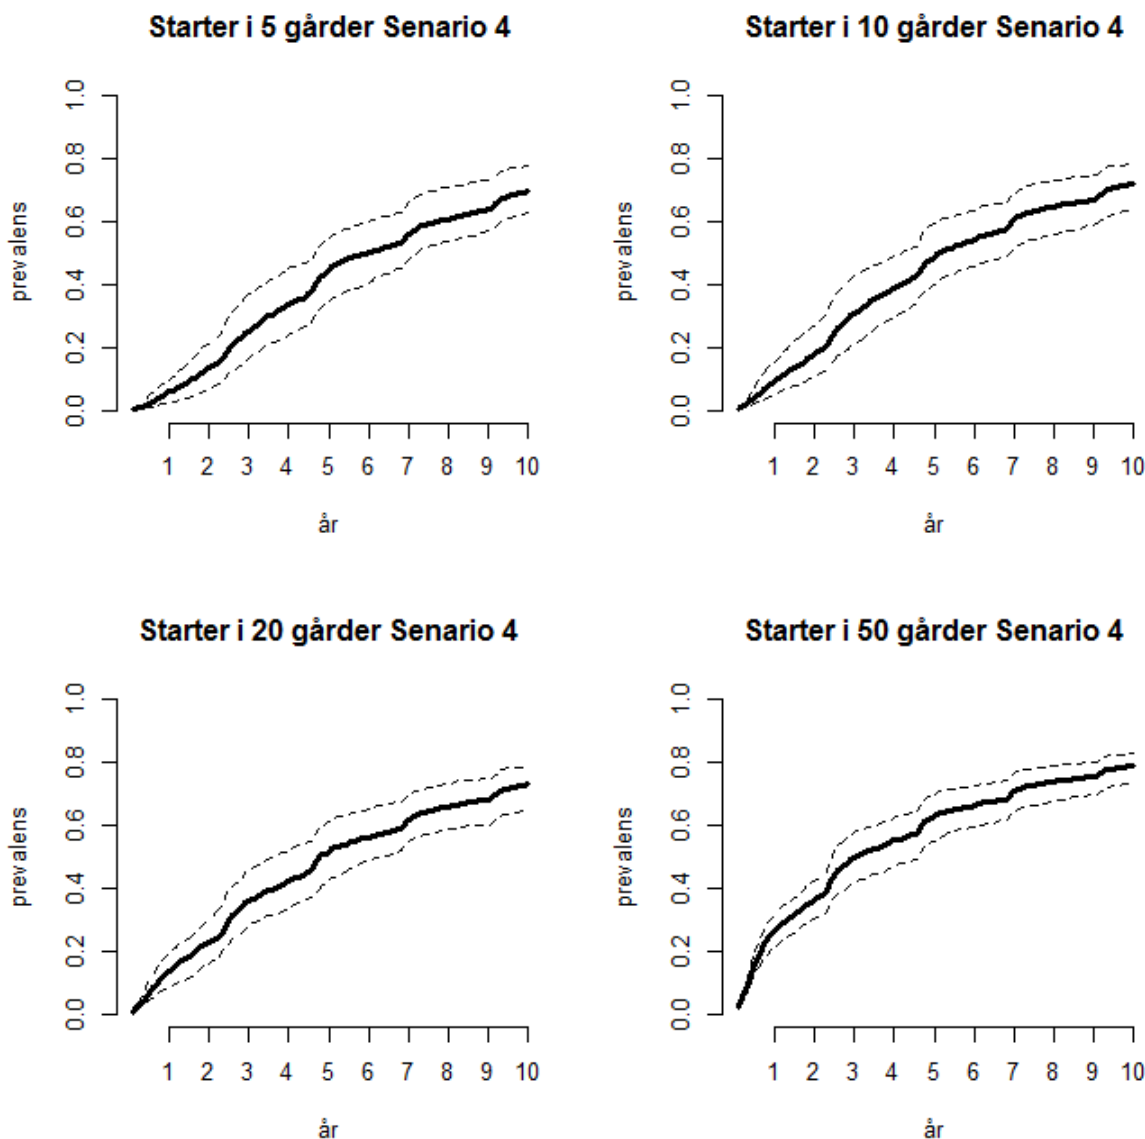 Starter i 5 gårder Senario 4
prevalens
1.0
0.8
0.6
0.4
0.2
0.0
1 2 3 4 5 6 7 8 9 10
år
Starter i 10 gårder Senario 4
prevalens
1.0
0.8
0.6
0.4
0.2
0.0
1 2 3 4 5 6 7 8 9 10
år
Starter i 20 gårder Senario 4
prevalens
1.0
0.8
0.6
0.4
0.2
0.0
1 2 3 4 5 6 7 8 9 10
år
Starter i 50 gårder Senario 4
prevalens
1.0
0.8
0.6
0.4
0.2
0.0
1 2 3 4 5 6 7 8 9 10
år